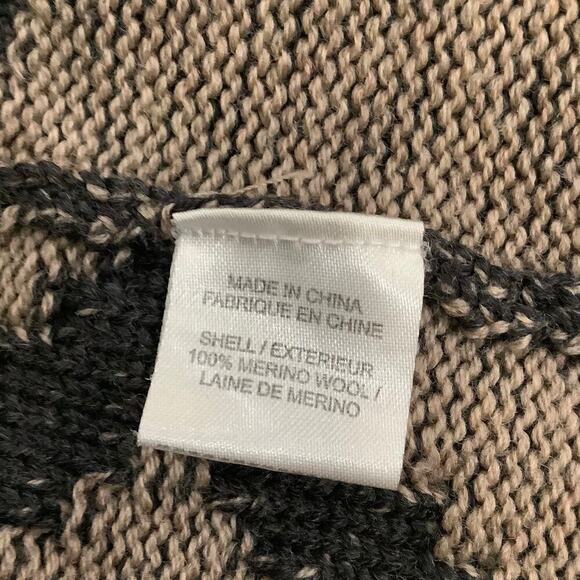 MADE IN CHINA
FABRIQUE EN CHINE
SHELL / EXTERIEUR
100% MERINO WOOL /
LAINE DE MERINO